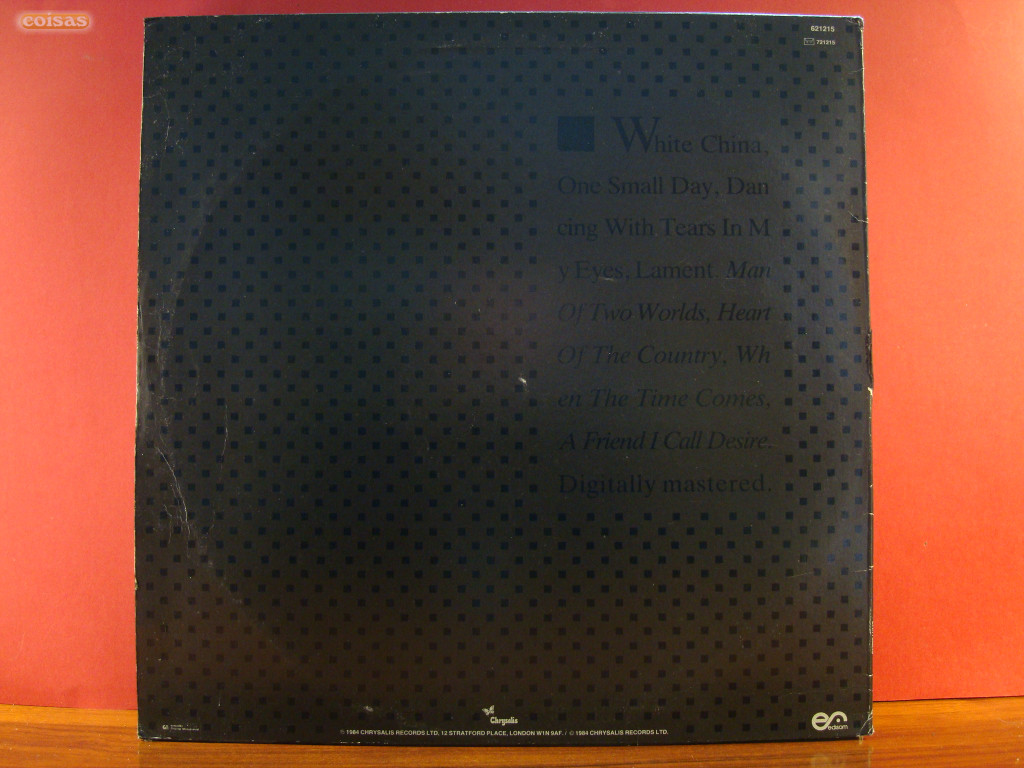 coisas
621215
721215
White China,
One Small Day, Dan
cing With Tears In M
y Eyes, Lament. Man
Of Two Worlds, Heart
Of The Country, Wh
en The Time Comes,
A Friend I Call Desire.
Digitally mastered.
Chrysalis
edisom
℗ 1984 CHRYSALIS RECORDS LTD, 12 STRATFORD PLACE, LONDON W1N 9AF. / © 1984 CHRYSALIS RECORDS LTD.